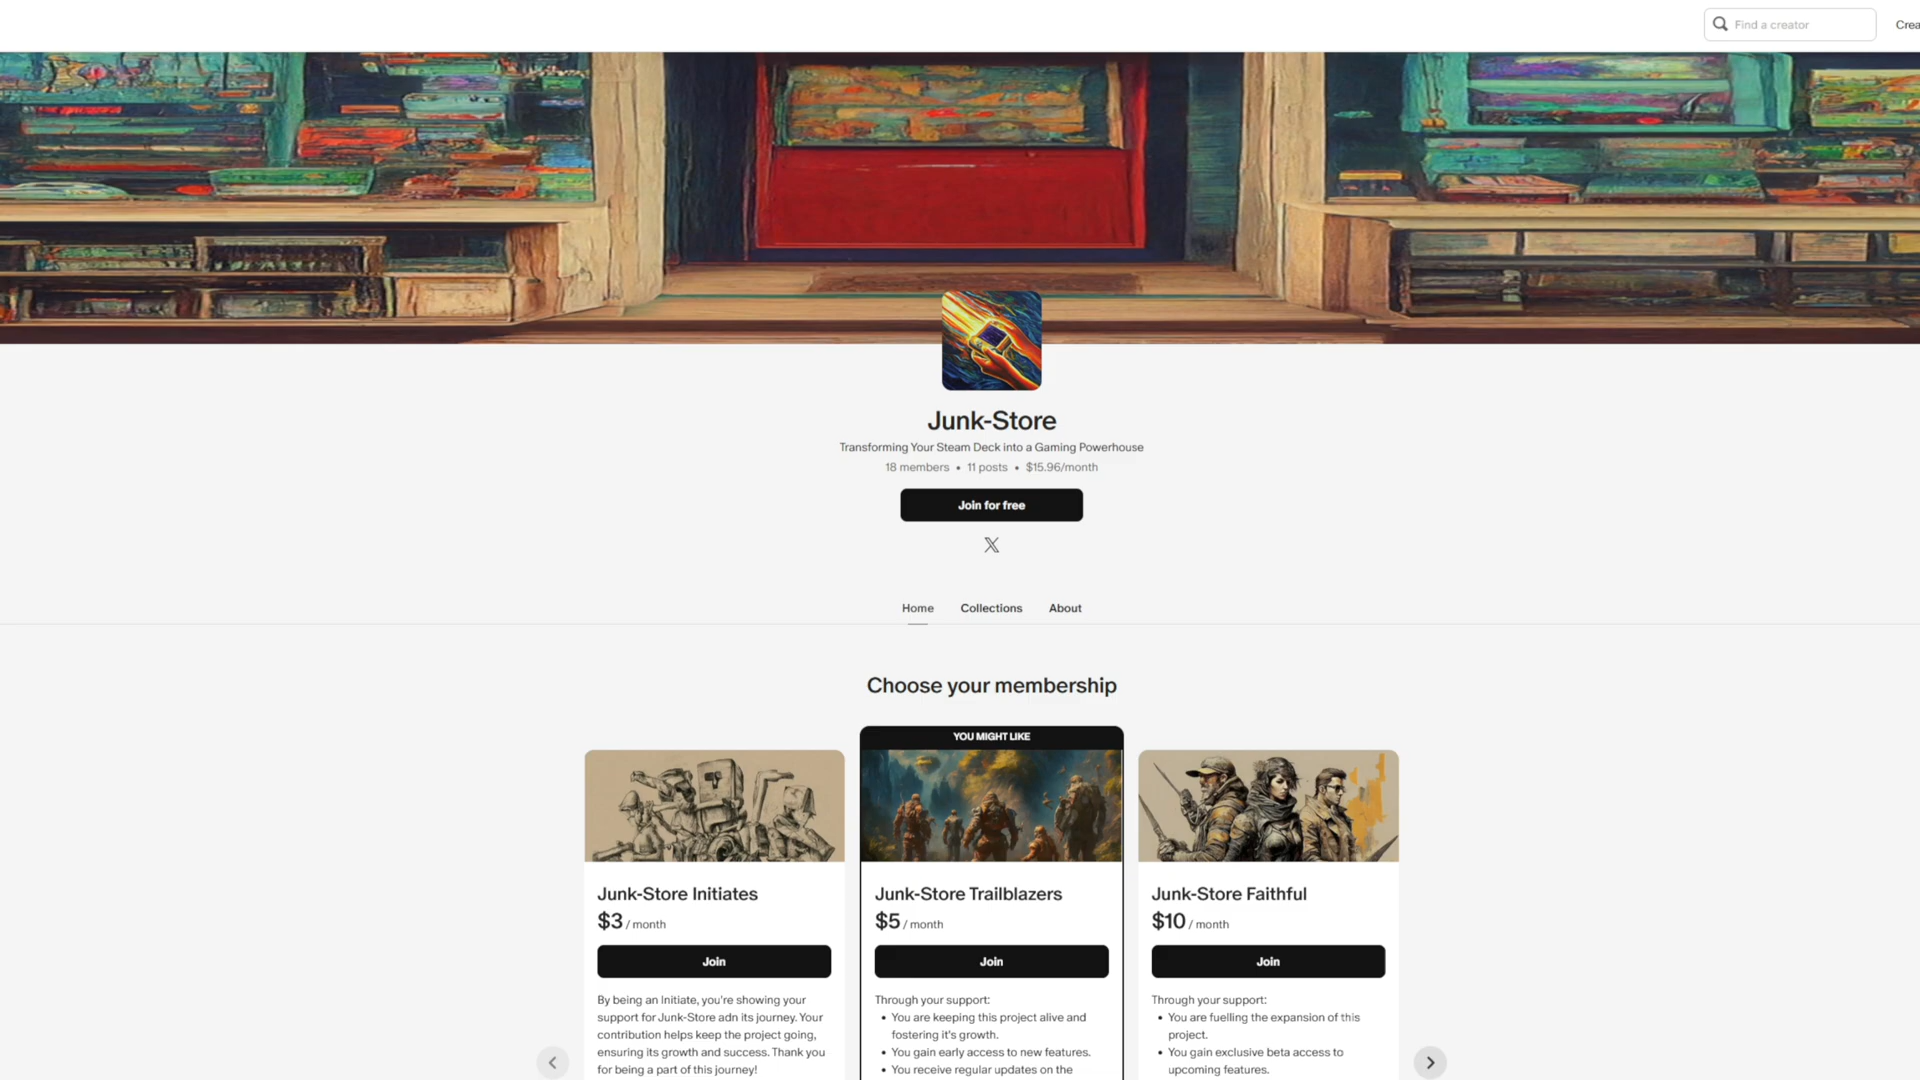 Find a creator
Crea
Junk-Store
Transforming Your Steam Deck into a Gaming Powerhouse
18 members • 11 posts • $15.96/month
Join for free
Home Collections About
Choose your membership
YOU MIGHT LIKE
Junk-Store Initiates
$3 / month
Join
By being an Initiate, you're showing your
support for Junk-Store adn its journey. Your
contribution helps keep the project going,
ensuring its growth and success. Thank you
for being a part of this journey!
Junk-Store Trailblazers
$5 / month
Join
Through your support:
• You are keeping this project alive and
fostering it's growth.
• You gain early access to new features.
• You receive regular updates on the
Junk-Store Faithful
$10 / month
Join
Through your support:
• You are fuelling the expansion of this
project.
• You gain exclusive beta access to
upcoming features.